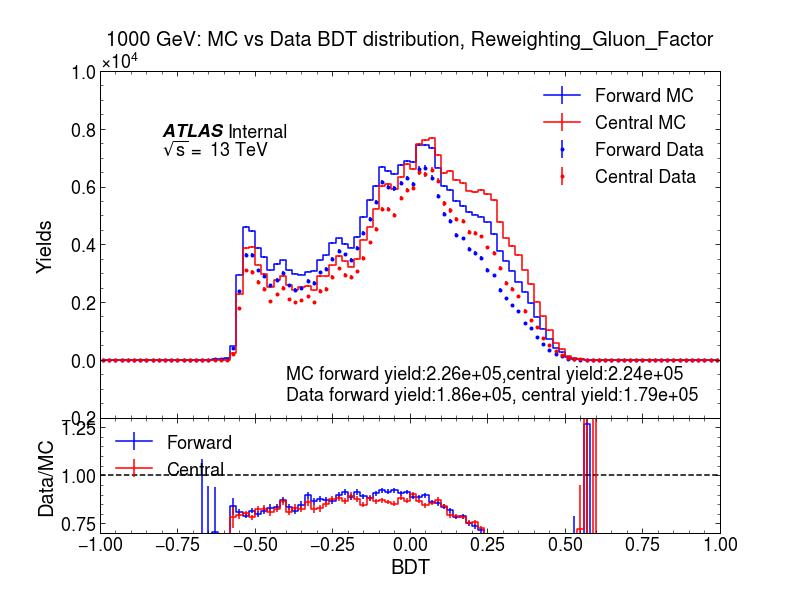 1000 GeV: MC vs Data BDT distribution, Reweighting_Gluon_Factor
×10⁴
1.0
0.8
0.6
0.4
0.2
0.0
0.2
Yields
ATLAS Internal
√s = 13 TeV
Forward MC
Central MC
Forward Data
Central Data
MC forward yield:2.26e+05,central yield:2.24e+05
Data forward yield:1.86e+05, central yield:1.79e+05
1.25
1.00
0.75
Data/MC
Forward
Central
−1.00 −0.75 −0.50 −0.25 0.00 0.25 0.50 0.75 1.00
BDT